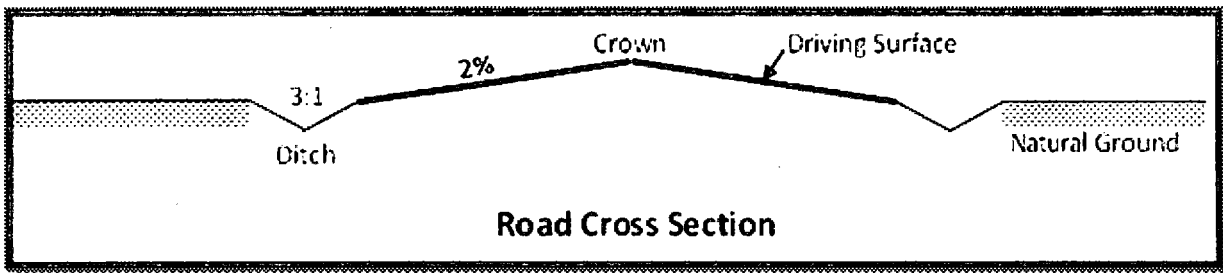 Crown
Driving Surface
2%
3:1
Ditch
Natural Ground
Road Cross Section